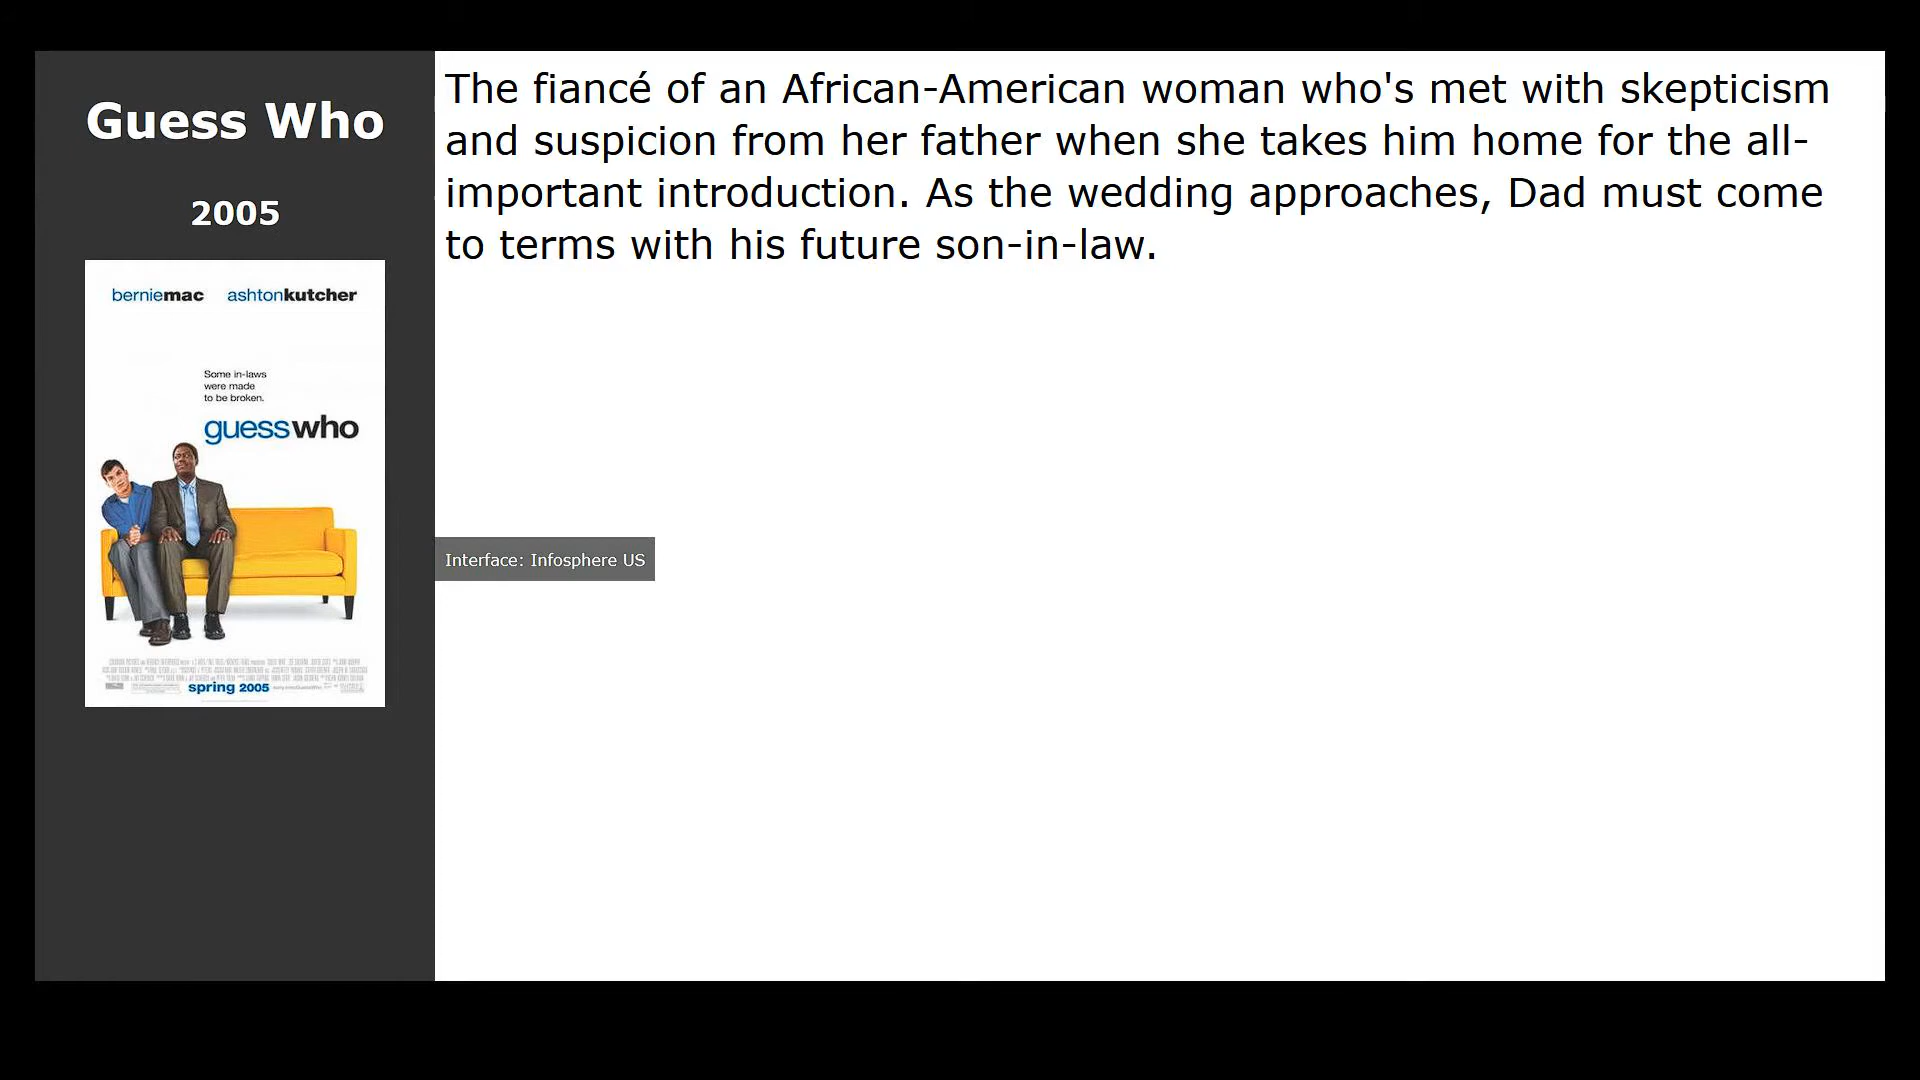 Guess Who
2005
berniemac ashtonkutcher
Some in-laws
were made
to be broken.
guesswho
spring 2005
The fiancé of an African-American woman who's met with skepticism
and suspicion from her father when she takes him home for the all-
important introduction. As the wedding approaches, Dad must come
to terms with his future son-in-law.
Interface: Infosphere US